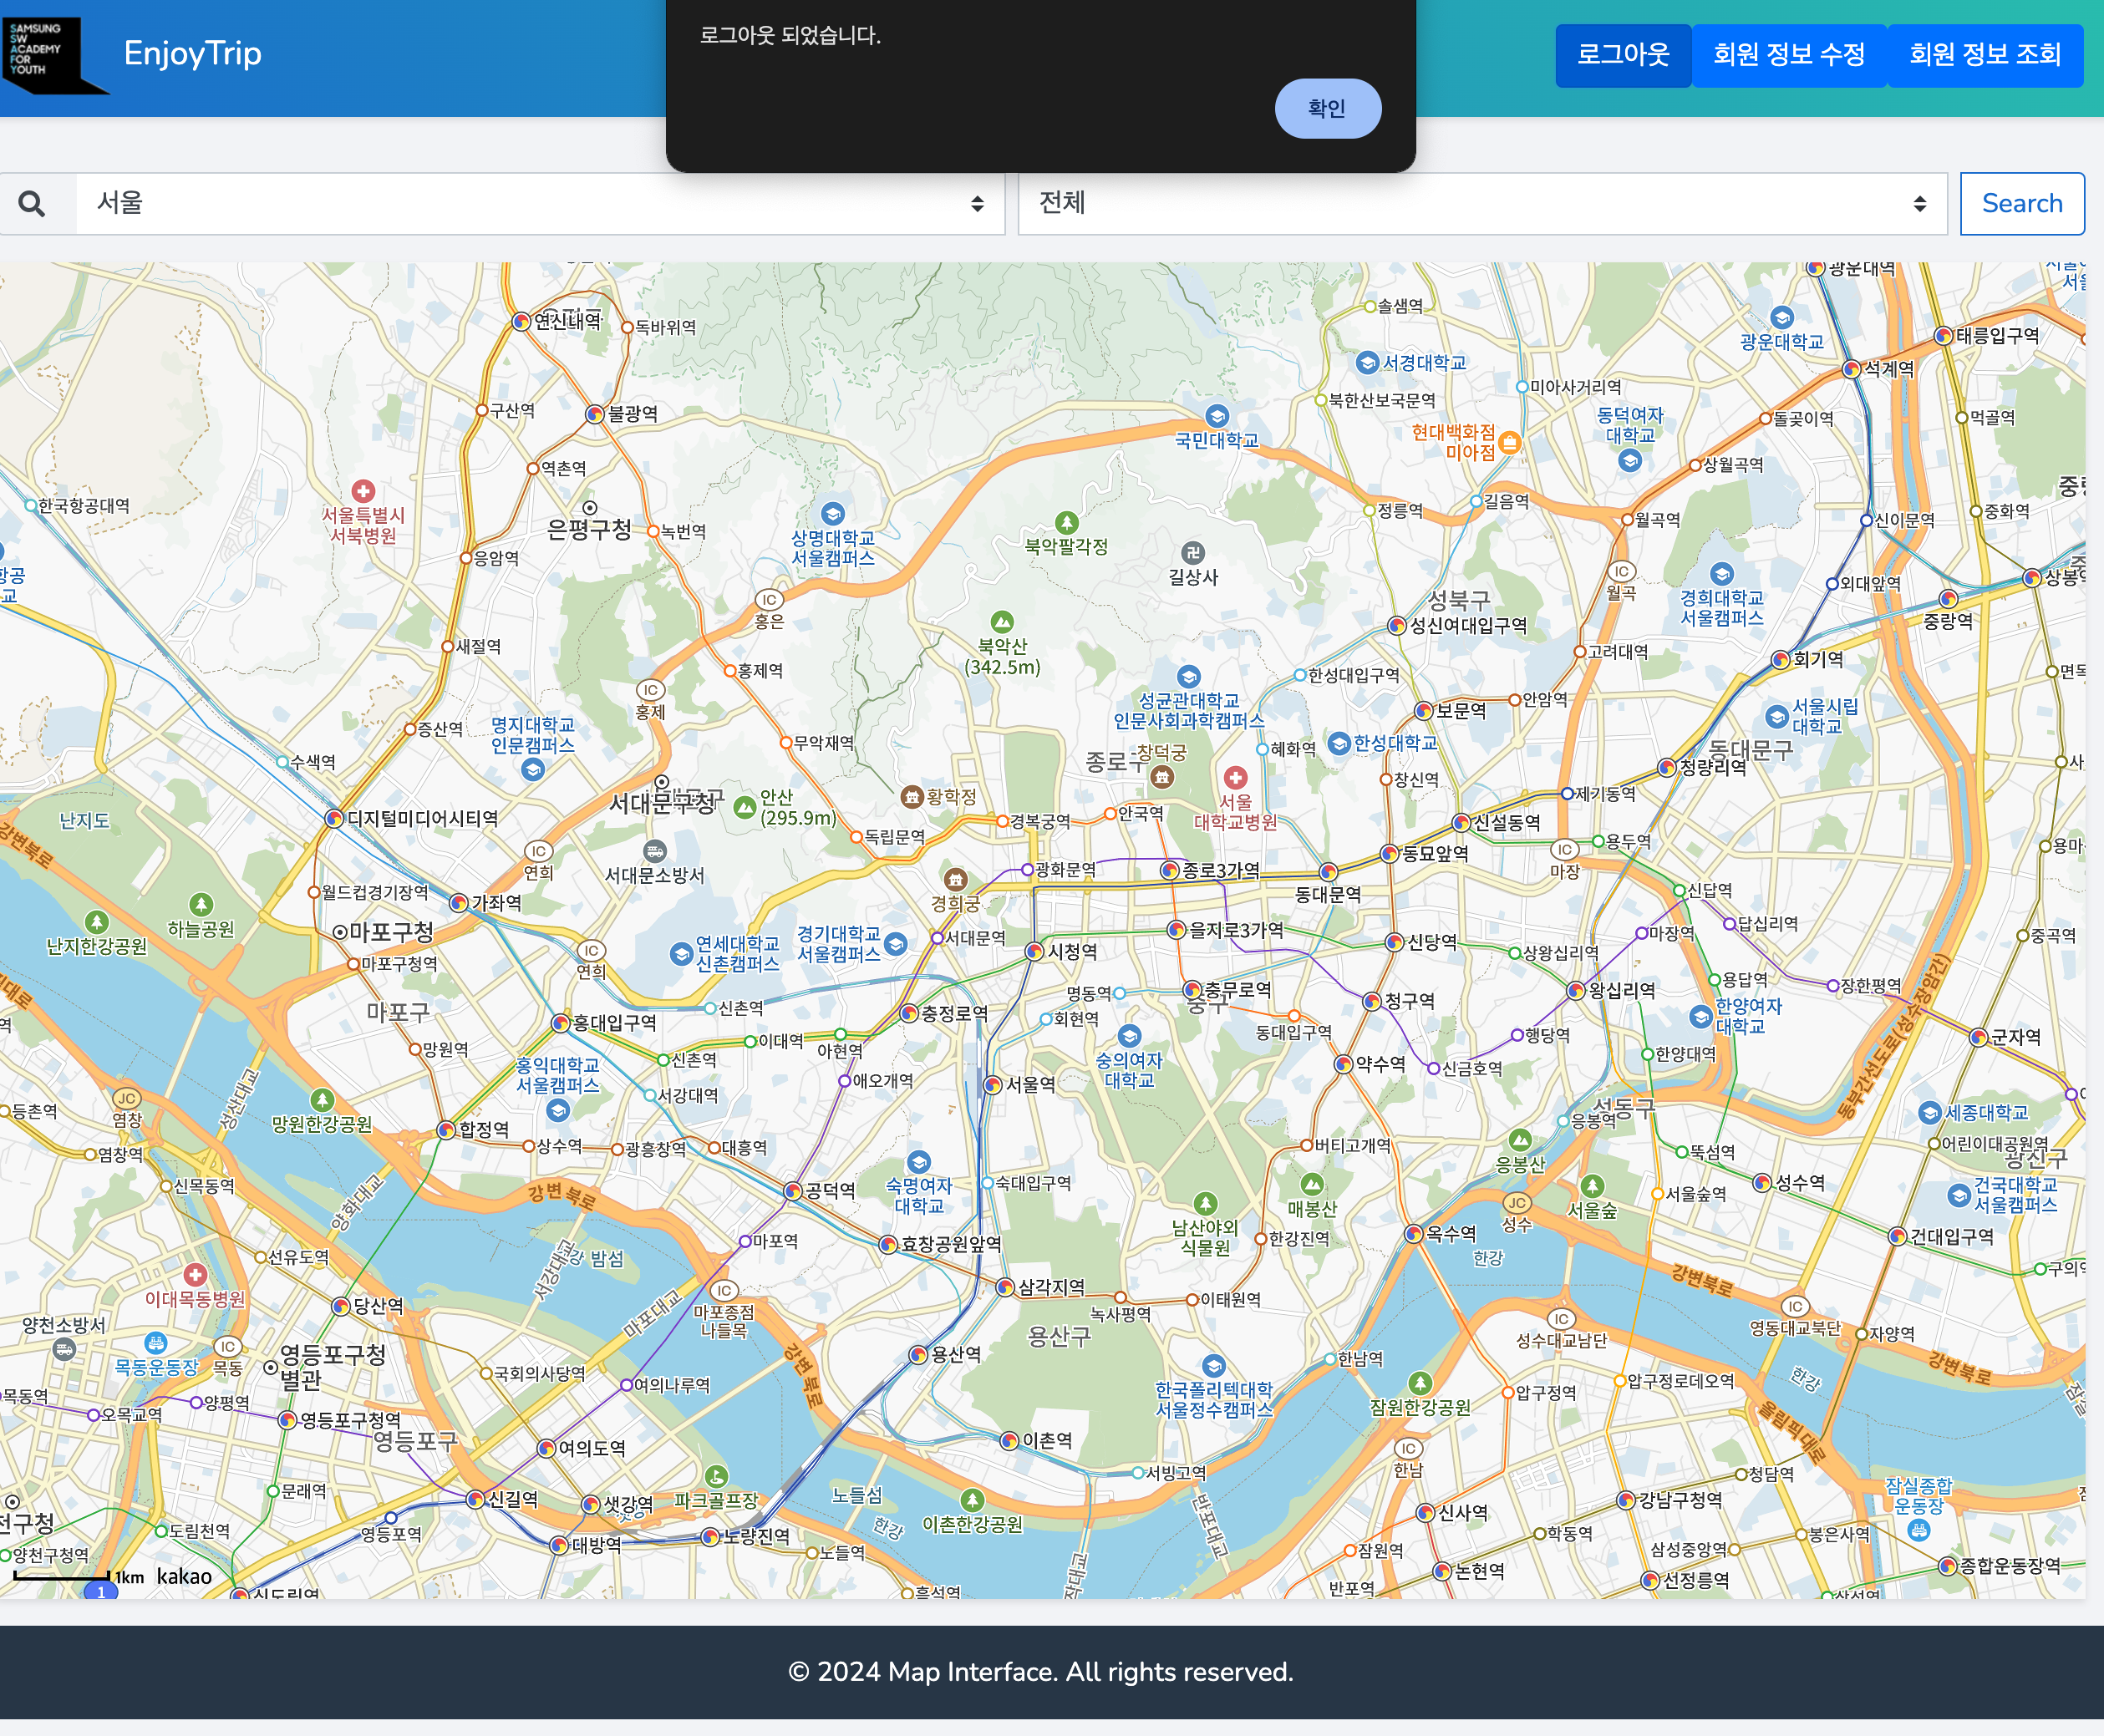 SAMSUNG
SW
ACADEMY
FOR
YOUTH
EnjoyTrip
로그아웃 되었습니다.
확인
로그아웃
회원 정보 수정
회원 정보 조회
서울
전체
Search
광운대역
연신내역
독바위역
솔샘역
태릉입구역
광운대학교
서경대학교
석계역
미아사거리역
북한산보국문역
구산역
불광역
국민대학교
현대백화점
미아점
동덕여자
대학교
돌곶이역
먹골역
역촌역
상월곡역
한국항공대역
서울특별시
서북병원
은평구청
녹번역
상명대학교
서울캠퍼스
북악팔각정
정릉역
길음역
월곡역
신이문역
중화역
응암역
길상사
IC
월곡
외대앞역
상봉역
IC
홍은
성북구
경희대학교
서울캠퍼스
중랑역
북악산
(342.5m)
성신여대입구역
새절역
고려대역
회기역
홍제역
한성대입구역
IC
홍제
성균관대학교
인문사회과학캠퍼스
안암역
보문역
서울시립
대학교
증산역
명지대학교
인문캠퍼스
무악재역
종로구
창덕궁
혜화역
한성대학교
동대문구
수색역
청량리역
창신역
서대문구청
안산
(295.9m)
황학정
서울
대학교병원
제기동역
난지도
디지털미디어시티역
독립문역
경복궁역
안국역
신설동역
강변북로
IC
연희
서대문소방서
용두역
동묘앞역
IC
마장
광화문역
종로3가역
동대문역
월드컵경기장역
가좌역
경희궁
신답역
난지한강공원
하늘공원
마포구청
연세대학교
신촌캠퍼스
경기대학교
서울캠퍼스
서대문역
시청역
을지로3가역
신당역
상왕십리역
마장역
답십리역
중곡역
IC
연희
마포구청역
용답역
장한평역
마포구
신촌역
명동역
충무로역
중구
청구역
왕십리역
한양여자
대학교
동부간선도로(성수장암간)
홍대입구역
충정로역
회현역
동대입구역
행당역
군자역
이대역
아현역
망원역
홍익대학교
서울캠퍼스
신촌역
숭의여자
대학교
약수역
신금호역
한양대역
애오개역
서울역
서강대역
JC
염창
성산대교
등촌역
망원한강공원
성동구
응봉역
세종대학교
합정역
상수역
광흥창역
대흥역
버티고개역
어린이대공원역
광진구
염창역
뚝섬역
응봉산
신목동역
양화대교
강변북로
공덕역
숙명여자
대학교
숙대입구역
매봉산
서울숲
서울숲역
성수역
건국대학교
서울캠퍼스
남산야외
식물원
JC
성수
마포역
효창공원앞역
한강진역
옥수역
건대입구역
선유도역
서강대교
밤섬
한강
이대목동병원
IC
마포종점
나들목
삼각지역
강변북로
당산역
마포대교
녹사평역
이태원역
IC
영동대교북단
양천소방서
용산구
IC
성수대교남단
자양역
목동운동장
IC
목동
영등포구청
별관
강변북로
용산역
한남역
강변북로
국회의사당역
여의나루역
한국폴리텍대학
서울정수캠퍼스
잠원한강공원
압구정역
압구정로데오역
한강
목동역
오목교역
양평역
영등포구청역
영등포구
여의도역
이촌역
올림픽대로
IC
한남
서빙고역
청담역
문래역
신길역
샛강역
파크골프장
노들섬
이촌한강공원
반포대교
신사역
강남구청역
잠실종합
운동장
도림천역
영등포역
노량진역
한강
학동역
봉은사역
대방역
노들역
양천구청역
잠원역
삼성중앙역
종합운동장역
1km
kakao
1
신도림역
흑석역
반포역
논현역
선정릉역
삼성역
© 2024 Map Interface. All rights reserved.